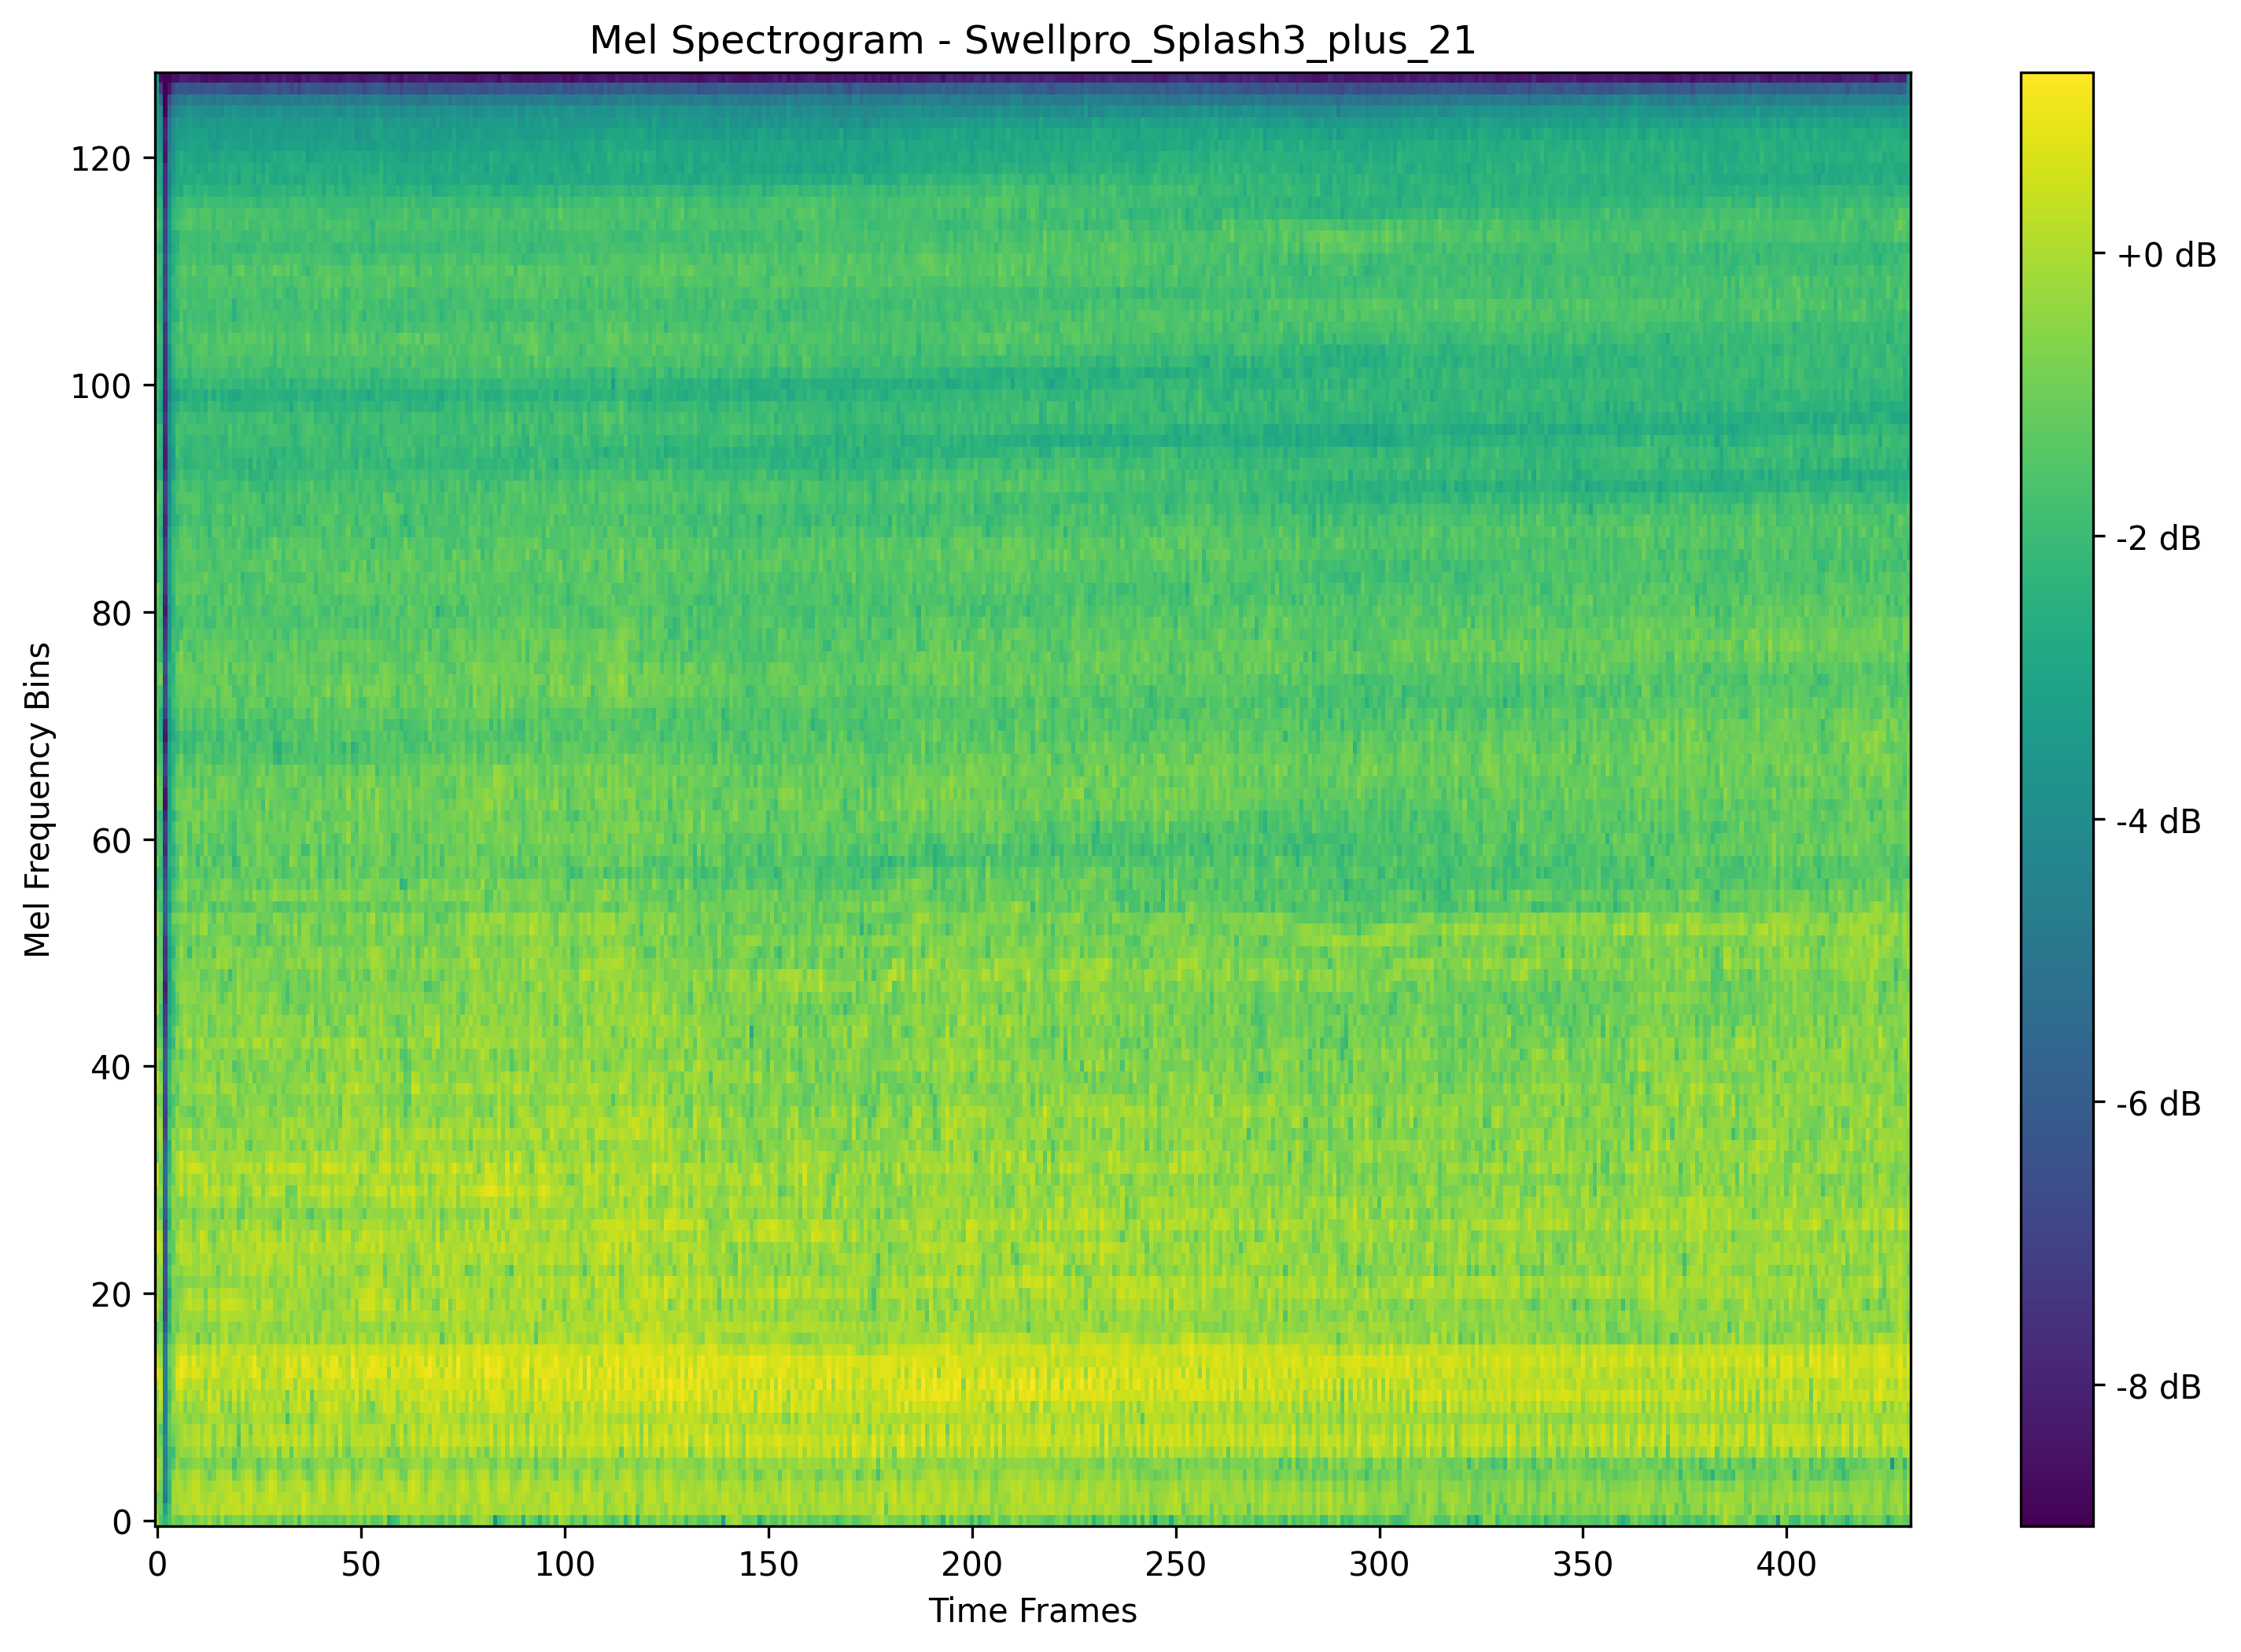 Mel Spectrogram - Swellpro_Splash3_plus_21
Mel Frequency Bins
120
100
80
60
40
20
0
0 50 100 150 200 250 300 350 400
Time Frames
+0 dB
-2 dB
-4 dB
-6 dB
-8 dB